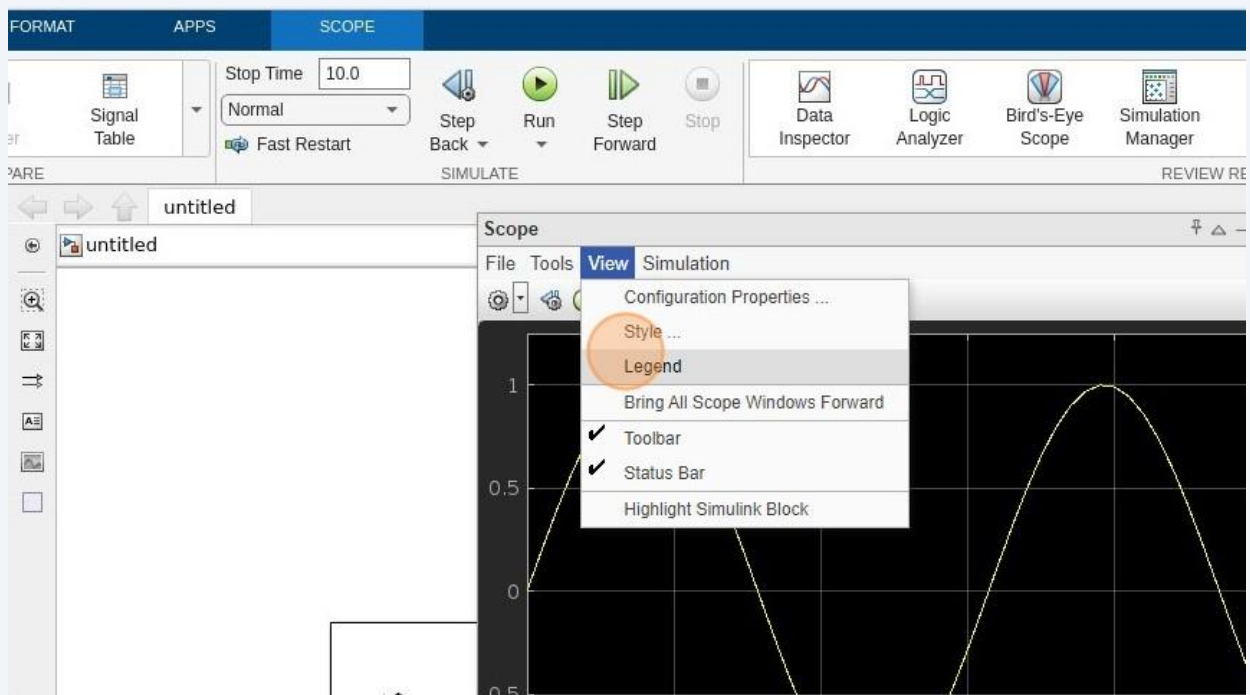 FORMAT APPS SCOPE
Stop Time 10.0
Signal Table
Normal
Fast Restart
Step Back
Run
Step Forward
Stop
Data Inspector
Logic Analyzer
Bird's-Eye Scope
Simulation Manager
SIMULATE
untitled
untitled
Scope
File Tools View Simulation
Configuration Properties ...
Style ...
Legend
Bring All Scope Windows Forward
Toolbar
Status Bar
Highlight Simulink Block
1
0.5
0